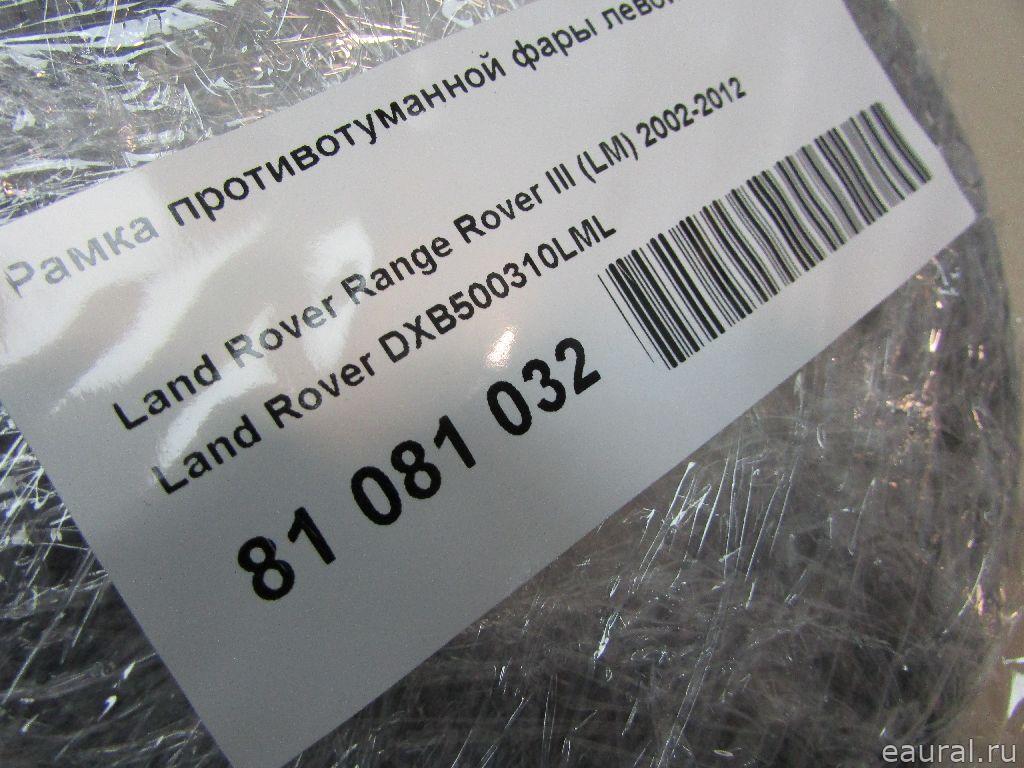 Рамка противотуманной фары
Land Rover Range Rover III (LM) 2002-2012
Land Rover DXB500310LML
81 081 032
eaural.ru